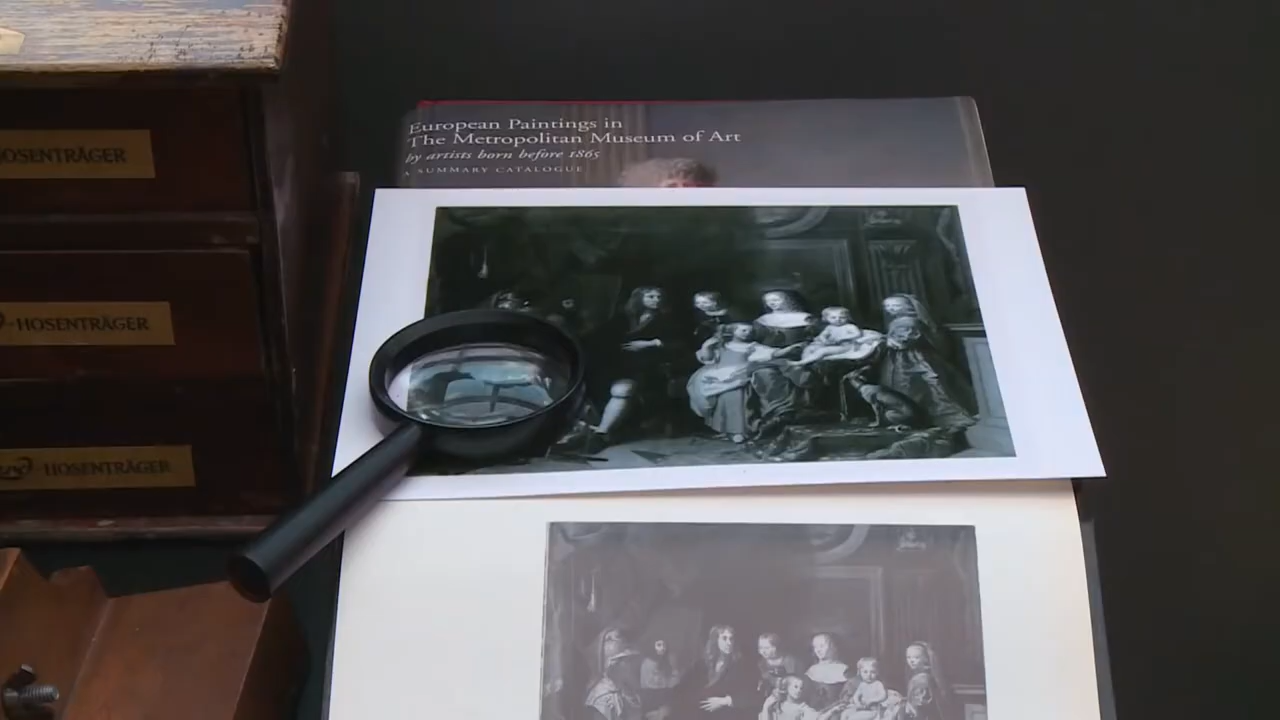 European Paintings in
The Metropolitan Museum of Art
by artists born before 1865
A SUMMARY CATALOGUE
HOSENTRÄGER
HOSENTRÄGER
HOSENTRÄGER